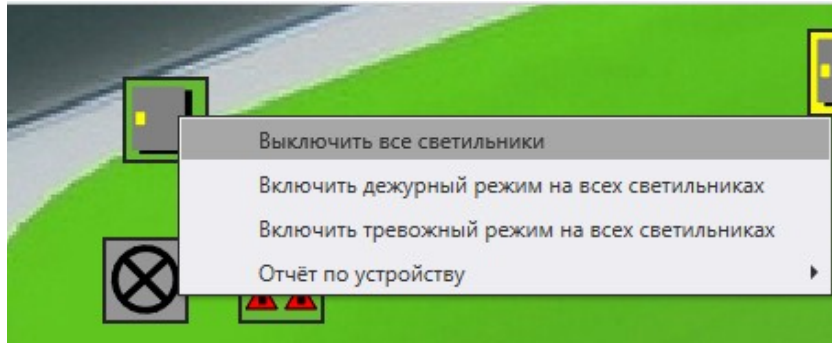 Выключить все светильники
Включить дежурный режим на всех светильниках
Включить тревожный режим на всех светильниках
Отчёт по устройству